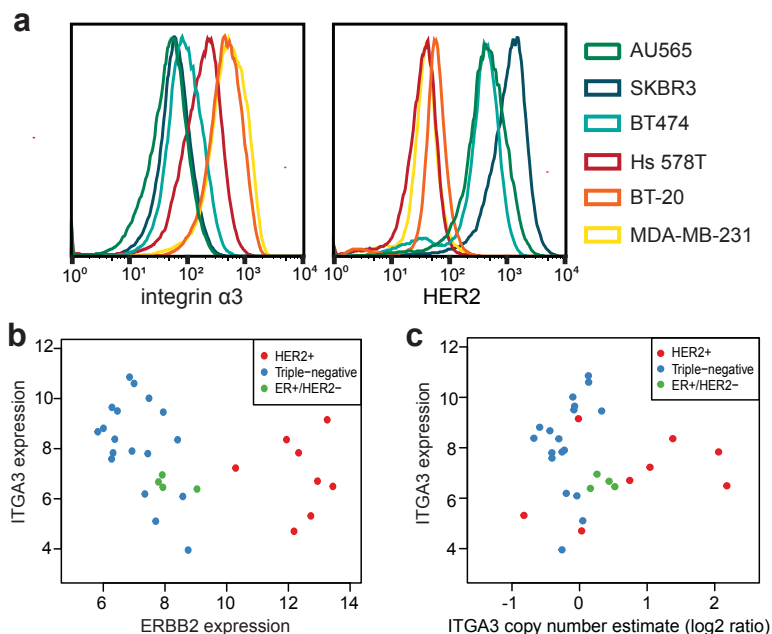 a
AU565
SKBR3
BT474
Hs 578T
BT-20
MDA-MB-231
10⁰ 10¹ 10² 10³ 10⁴
integrin α3
10⁰ 10¹ 10² 10³ 10⁴
HER2
b
12
10
8
6
4
ITGA3 expression
HER2+
Triple−negative
ER+/HER2−
6 8 10 12 14
ERBB2 expression
c
12
10
8
6
4
ITGA3 expression
HER2+
Triple−negative
ER+/HER2−
-1 0 1 2
ITGA3 copy number estimate (log2 ratio)